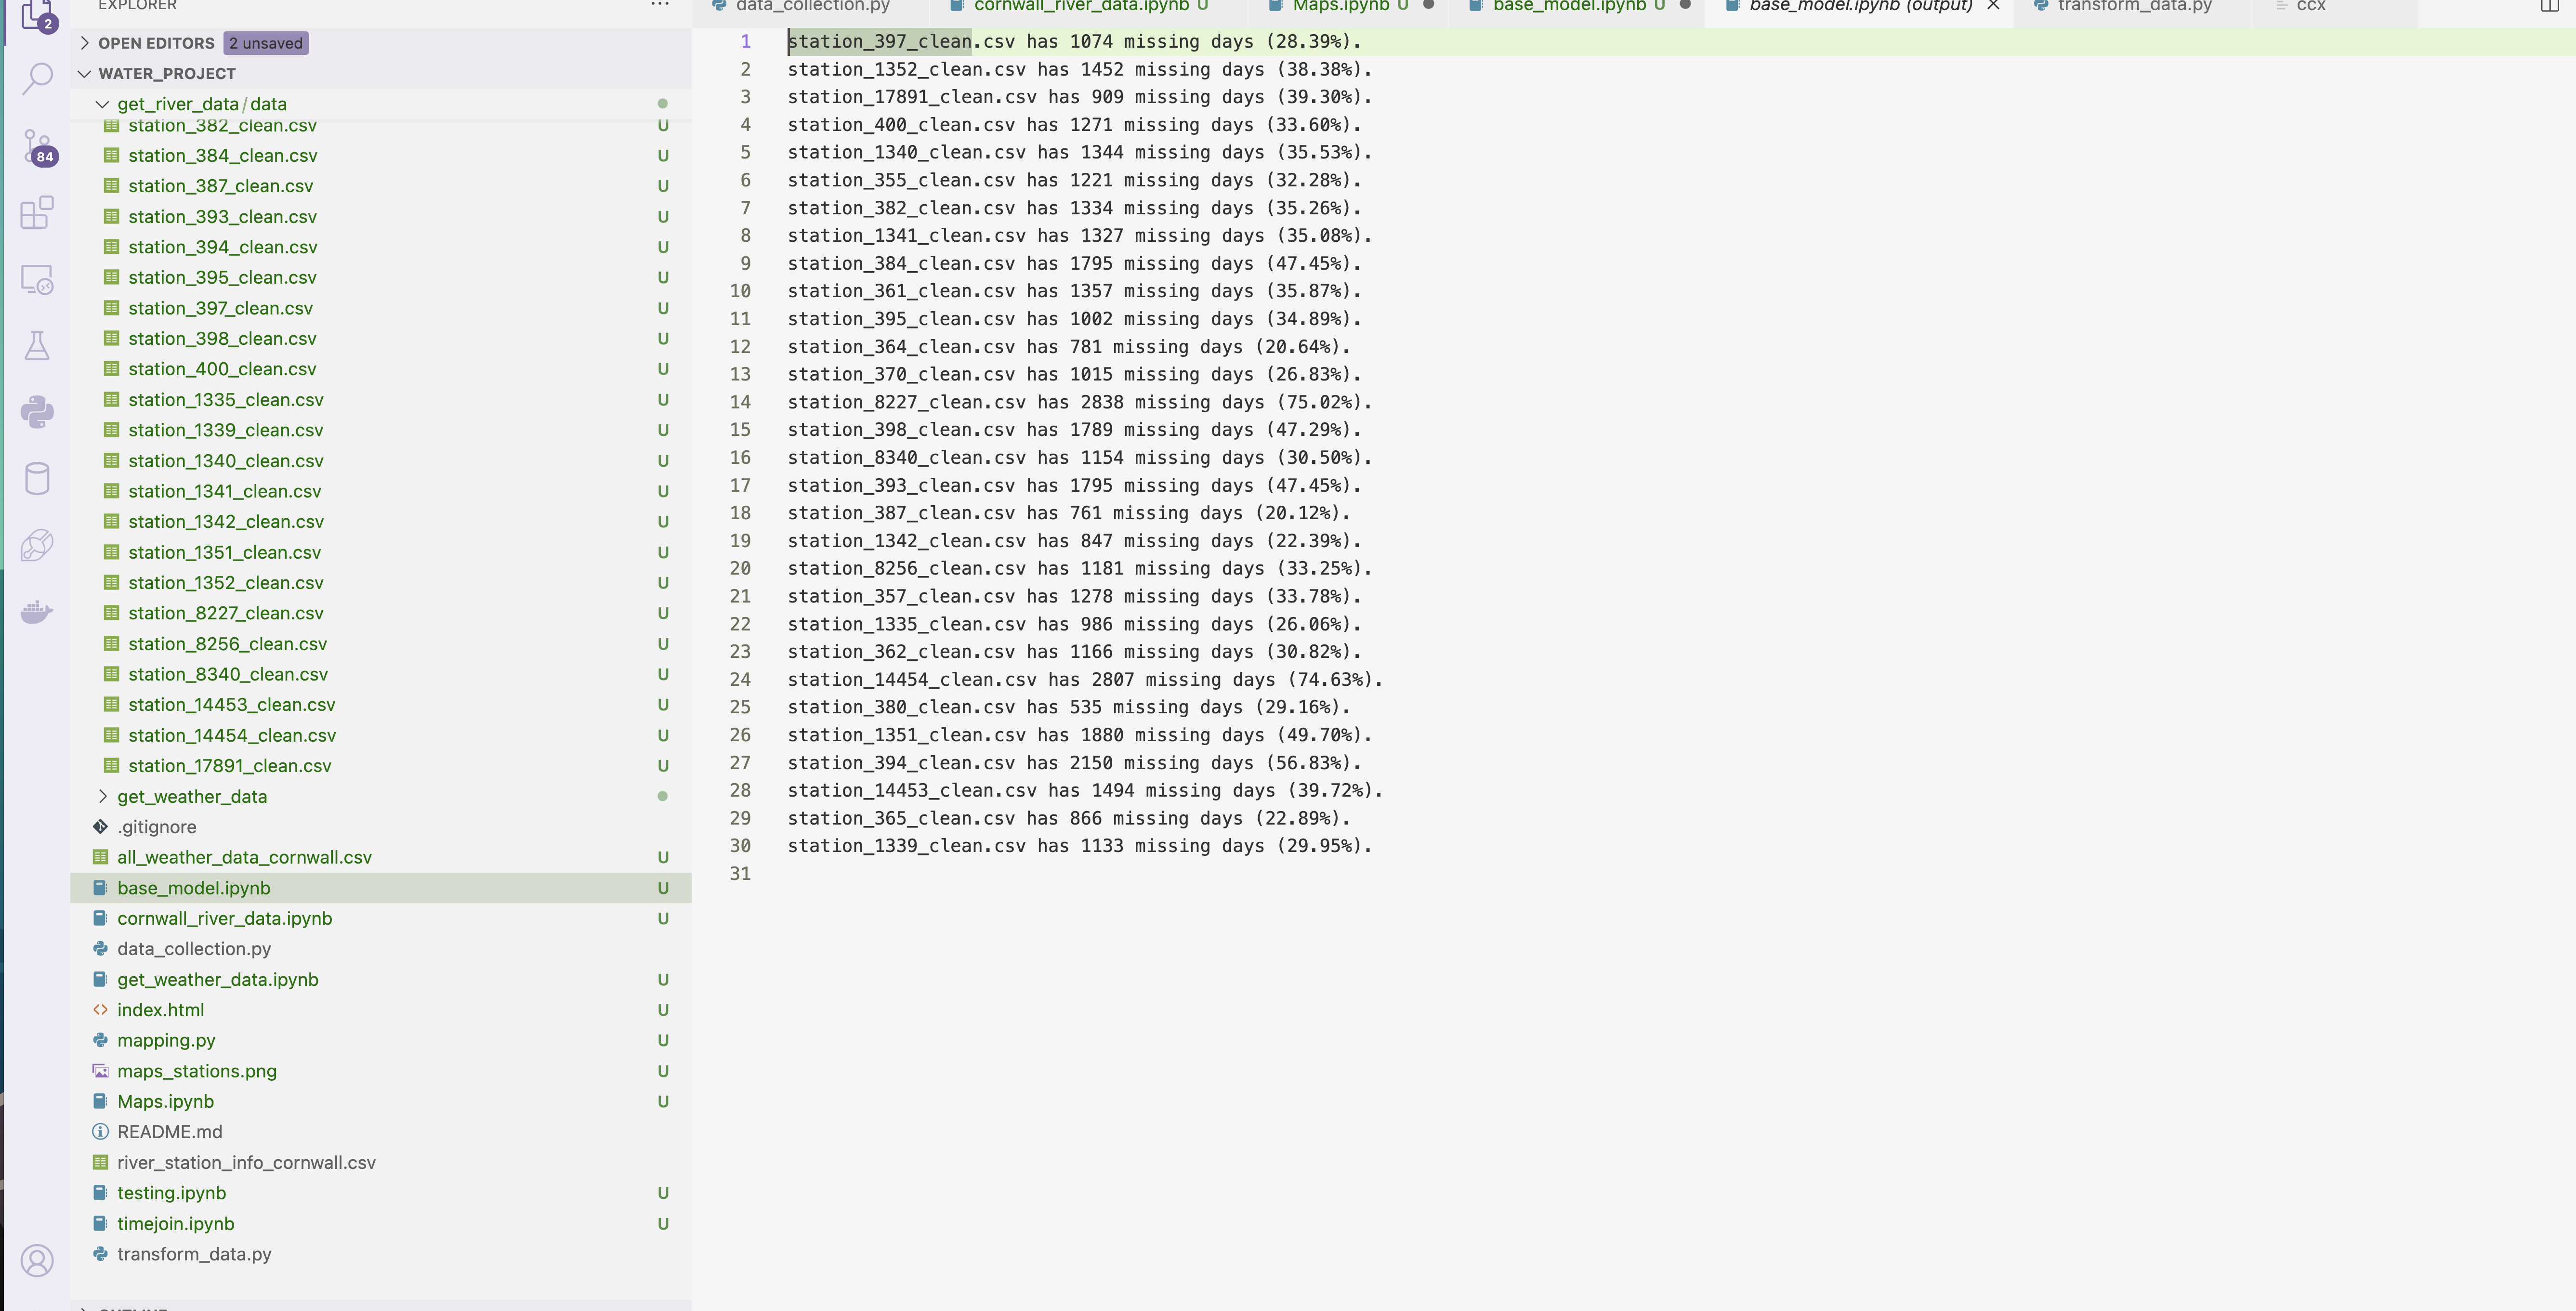 EXPLORER
...
2
OPEN EDITORS 2 unsaved
WATER_PROJECT
get_river_data/data
station_382_clean.csv U
station_384_clean.csv U
station_387_clean.csv U
station_393_clean.csv U
station_394_clean.csv U
station_395_clean.csv U
station_397_clean.csv U
station_398_clean.csv U
station_400_clean.csv U
station_1335_clean.csv U
station_1339_clean.csv U
station_1340_clean.csv U
station_1341_clean.csv U
station_1342_clean.csv U
station_1351_clean.csv U
station_1352_clean.csv U
station_8227_clean.csv U
station_8256_clean.csv U
station_8340_clean.csv U
station_14453_clean.csv U
station_14454_clean.csv U
station_17891_clean.csv U
get_weather_data
.gitignore
all_weather_data_cornwall.csv U
base_model.ipynb U
cornwall_river_data.ipynb U
data_collection.py
get_weather_data.ipynb U
index.html U
mapping.py U
maps_stations.png U
Maps.ipynb U
README.md
river_station_info_cornwall.csv
testing.ipynb U
timejoin.ipynb U
transform_data.py
84
data_collection.py
cornwall_river_data.ipynb U
Maps.ipynb U
base_model.ipynb U
base_model.ipynb (output)
transform_data.py
ccx
1 station_397_clean.csv has 1074 missing days (28.39%).
2 station_1352_clean.csv has 1452 missing days (38.38%).
3 station_17891_clean.csv has 909 missing days (39.30%).
4 station_400_clean.csv has 1271 missing days (33.60%).
5 station_1340_clean.csv has 1344 missing days (35.53%).
6 station_355_clean.csv has 1221 missing days (32.28%).
7 station_382_clean.csv has 1334 missing days (35.26%).
8 station_1341_clean.csv has 1327 missing days (35.08%).
9 station_384_clean.csv has 1795 missing days (47.45%).
10 station_361_clean.csv has 1357 missing days (35.87%).
11 station_395_clean.csv has 1002 missing days (34.89%).
12 station_364_clean.csv has 781 missing days (20.64%).
13 station_370_clean.csv has 1015 missing days (26.83%).
14 station_8227_clean.csv has 2838 missing days (75.02%).
15 station_398_clean.csv has 1789 missing days (47.29%).
16 station_8340_clean.csv has 1154 missing days (30.50%).
17 station_393_clean.csv has 1795 missing days (47.45%).
18 station_387_clean.csv has 761 missing days (20.12%).
19 station_1342_clean.csv has 847 missing days (22.39%).
20 station_8256_clean.csv has 1181 missing days (33.25%).
21 station_357_clean.csv has 1278 missing days (33.78%).
22 station_1335_clean.csv has 986 missing days (26.06%).
23 station_362_clean.csv has 1166 missing days (30.82%).
24 station_14454_clean.csv has 2807 missing days (74.63%).
25 station_380_clean.csv has 535 missing days (29.16%).
26 station_1351_clean.csv has 1880 missing days (49.70%).
27 station_394_clean.csv has 2150 missing days (56.83%).
28 station_14453_clean.csv has 1494 missing days (39.72%).
29 station_365_clean.csv has 866 missing days (22.89%).
30 station_1339_clean.csv has 1133 missing days (29.95%).
31